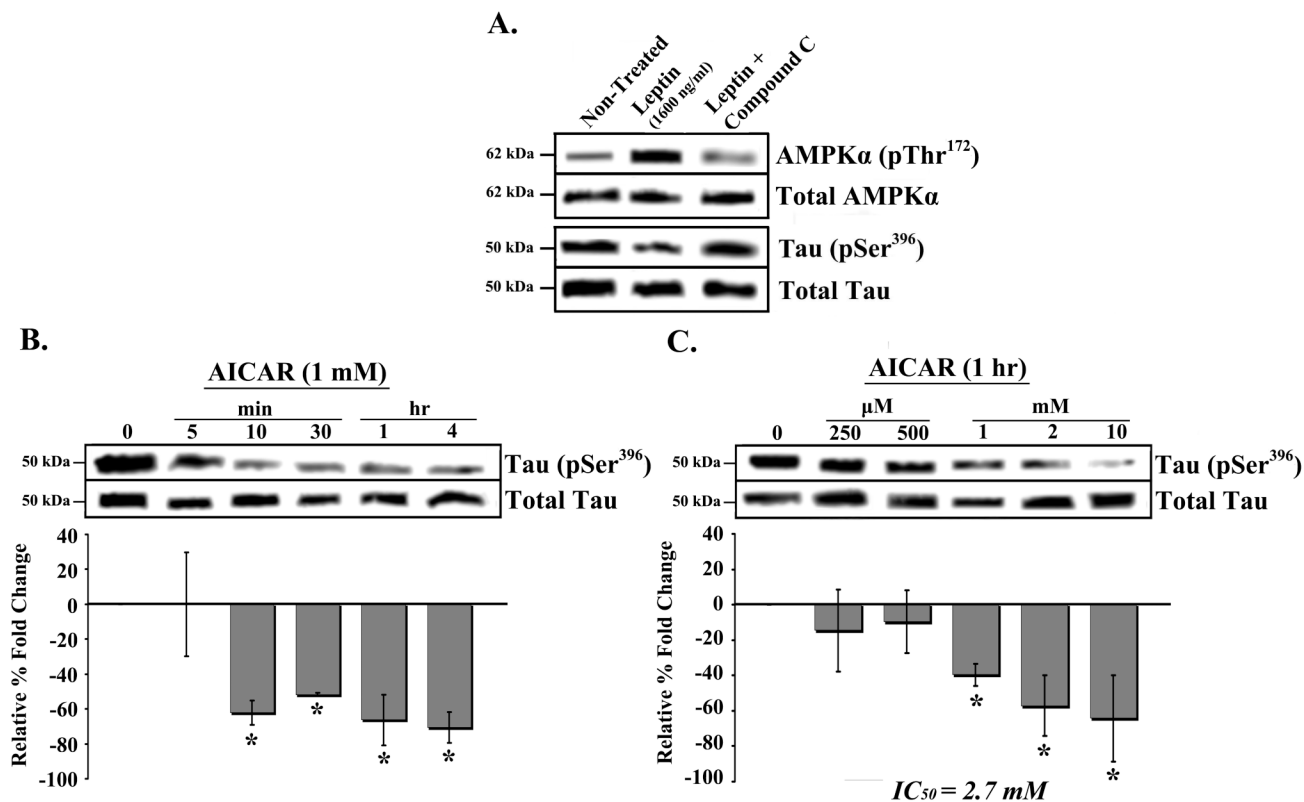 A.
Non-Treated
Leptin
(1600 ng/ml)
Leptin +
Compound C
62 kDa
AMPKα (pThr172)
62 kDa
Total AMPKα
50 kDa
Tau (pSer396)
50 kDa
Total Tau
B.
AICAR (1 mM)
min hr
0 5 10 30 1 4
50 kDa
Tau (pSer396)
50 kDa
Total Tau
Relative % Fold Change
40
20
0
-20
-40
-60
-80
-100
* * * *
C.
AICAR (1 hr)
μM mM
0 250 500 1 2 10
50 kDa
Tau (pSer396)
50 kDa
Total Tau
Relative % Fold Change
40
20
0
-20
-40
-60
-80
-100
* * *
IC50 = 2.7 mM